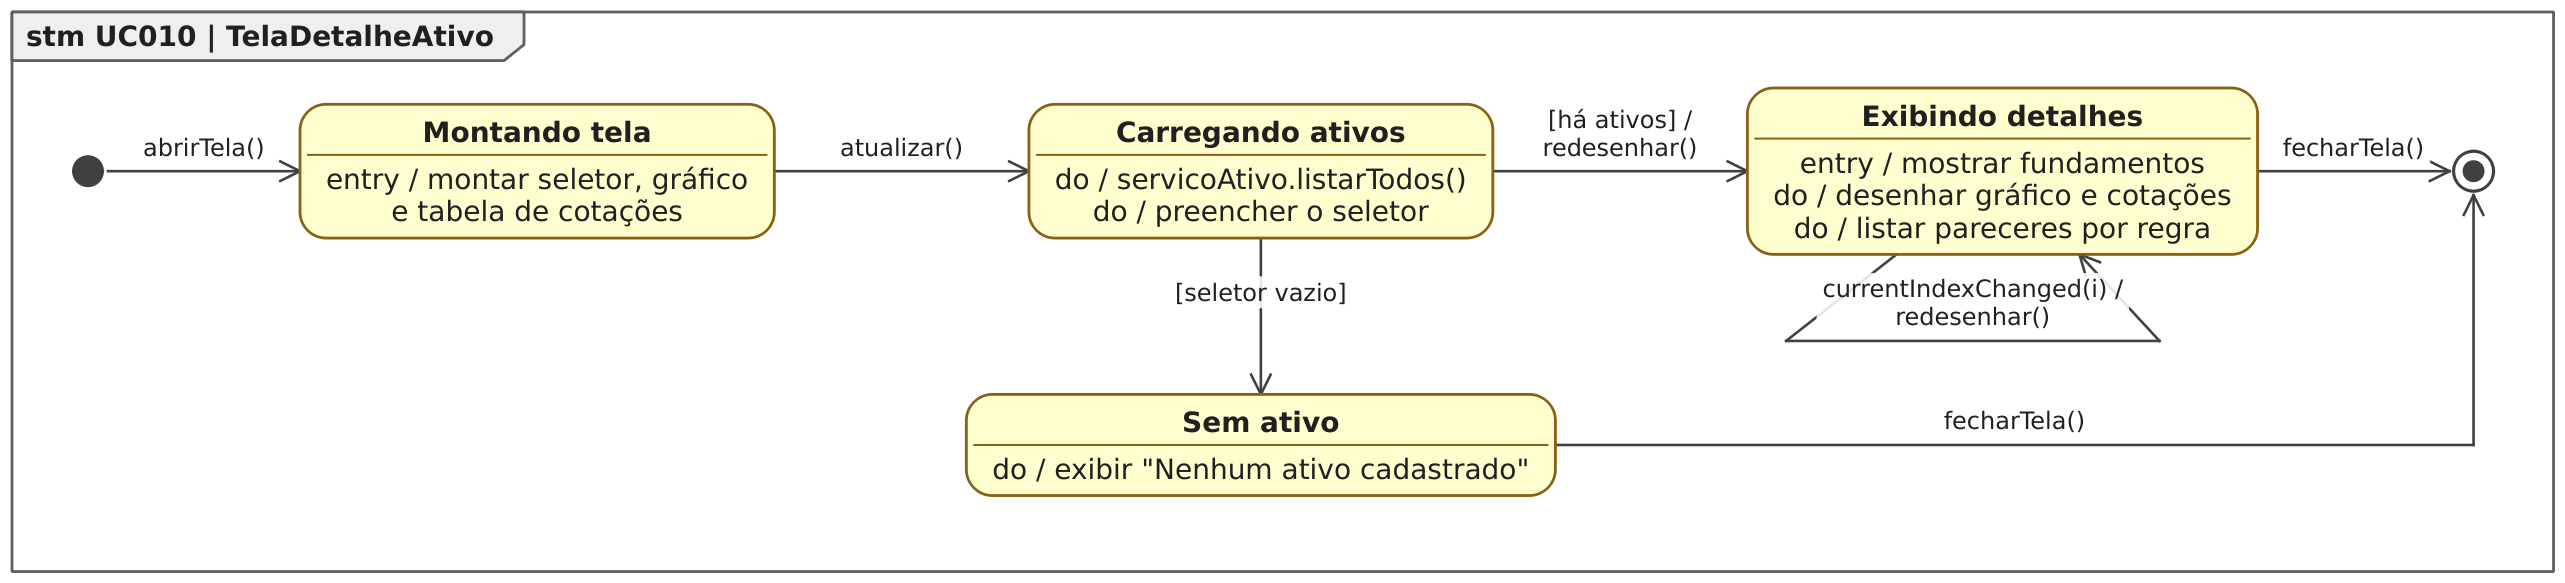 stm UC010 | TelaDetalheAtivo
abrirTela()
Montando tela
entry / montar seletor, gráfico
e tabela de cotações
atualizar()
Carregando ativos
do / servicoAtivo.listarTodos()
do / preencher o seletor
[há ativos] /
redesenhar()
Exibindo detalhes
entry / mostrar fundamentos
do / desenhar gráfico e cotações
do / listar pareceres por regra
fecharTela()
[seletor vazio]
currentIndexChanged(i) /
redesenhar()
Sem ativo
do / exibir "Nenhum ativo cadastrado"
fecharTela()